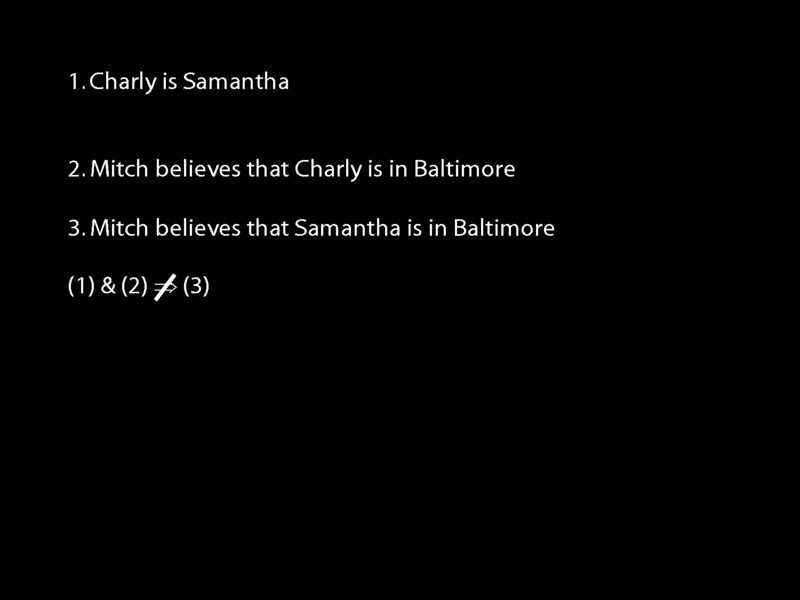 1. Charly is Samantha
2. Mitch believes that Charly is in Baltimore
3. Mitch believes that Samantha is in Baltimore
(1) & (2) ⇏ (3)